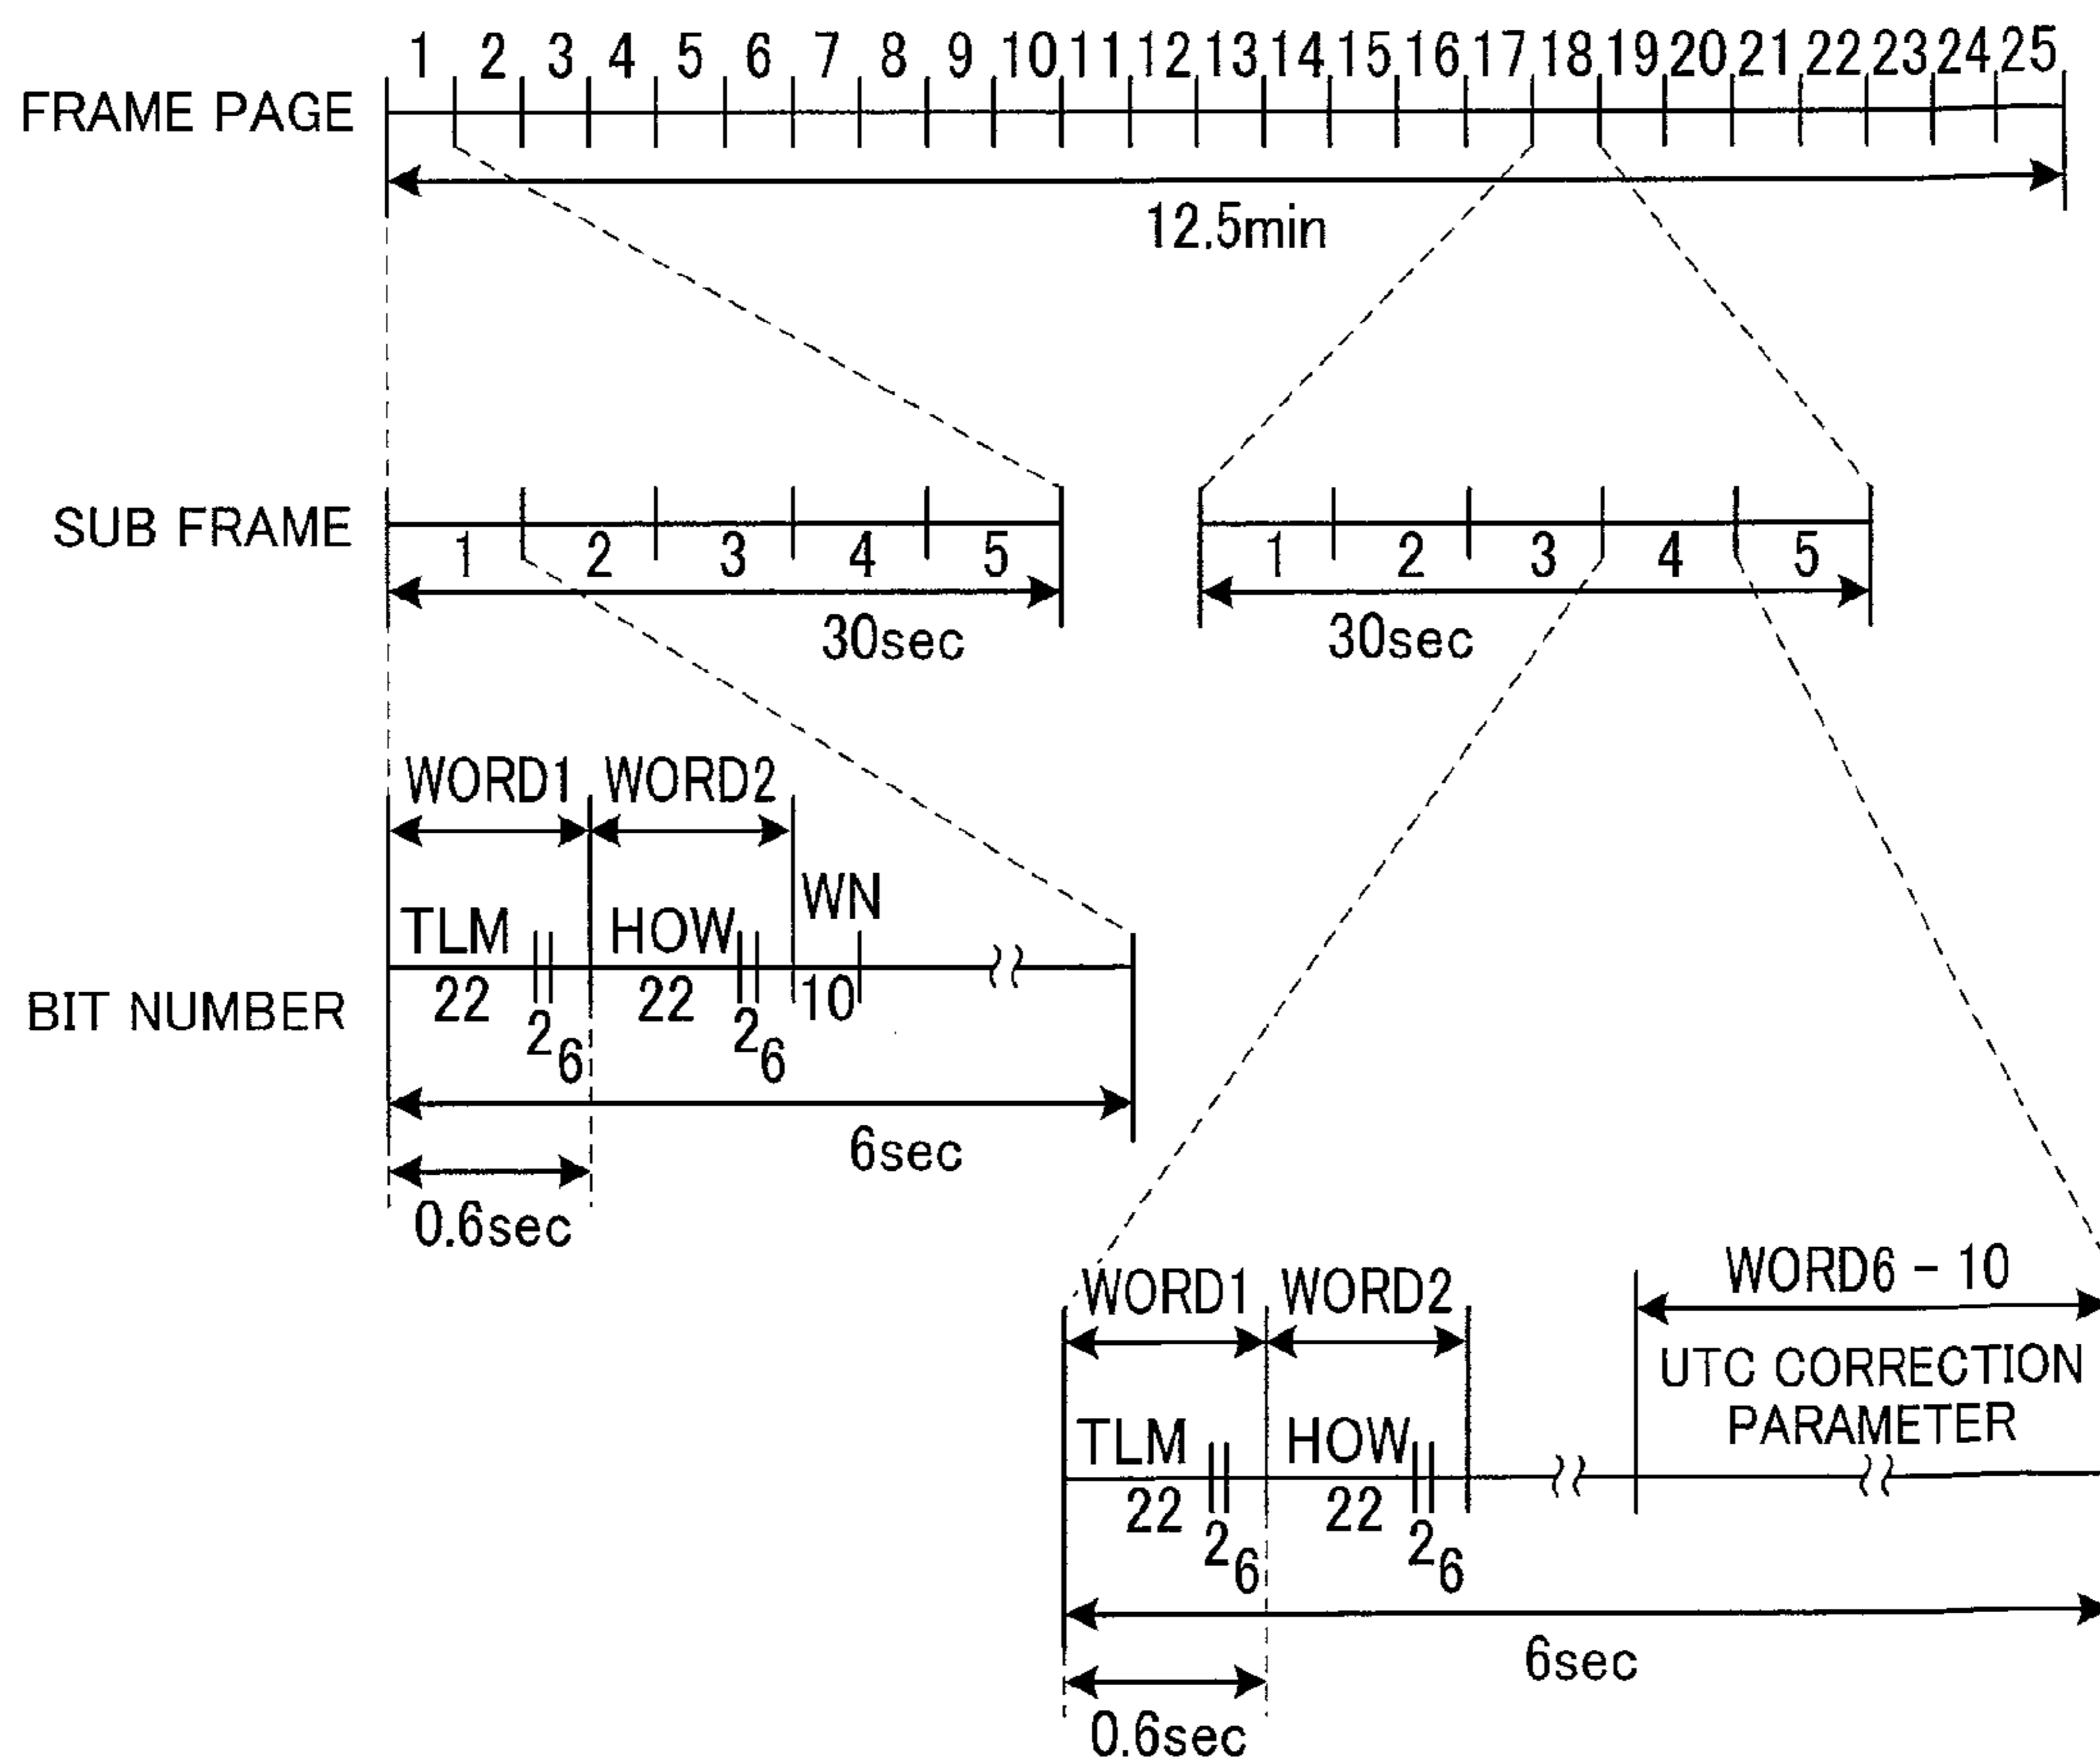 1 2 3 4 5 6 7 8 9 10 11 12 13 14 15 16 17 18 19 20 21 22 23 24 25
FRAME PAGE
12.5min
SUB FRAME
1 2 3 4 5
30sec
1 2 3 4 5
30sec
WORD1 WORD2
WN
TLM HOW
BIT NUMBER
22 2 6 22 2 6 10
6sec
0.6sec
WORD1 WORD2 WORD6 - 10
UTC CORRECTION
PARAMETER
TLM HOW
22 2 6 22 2 6
6sec
0.6sec